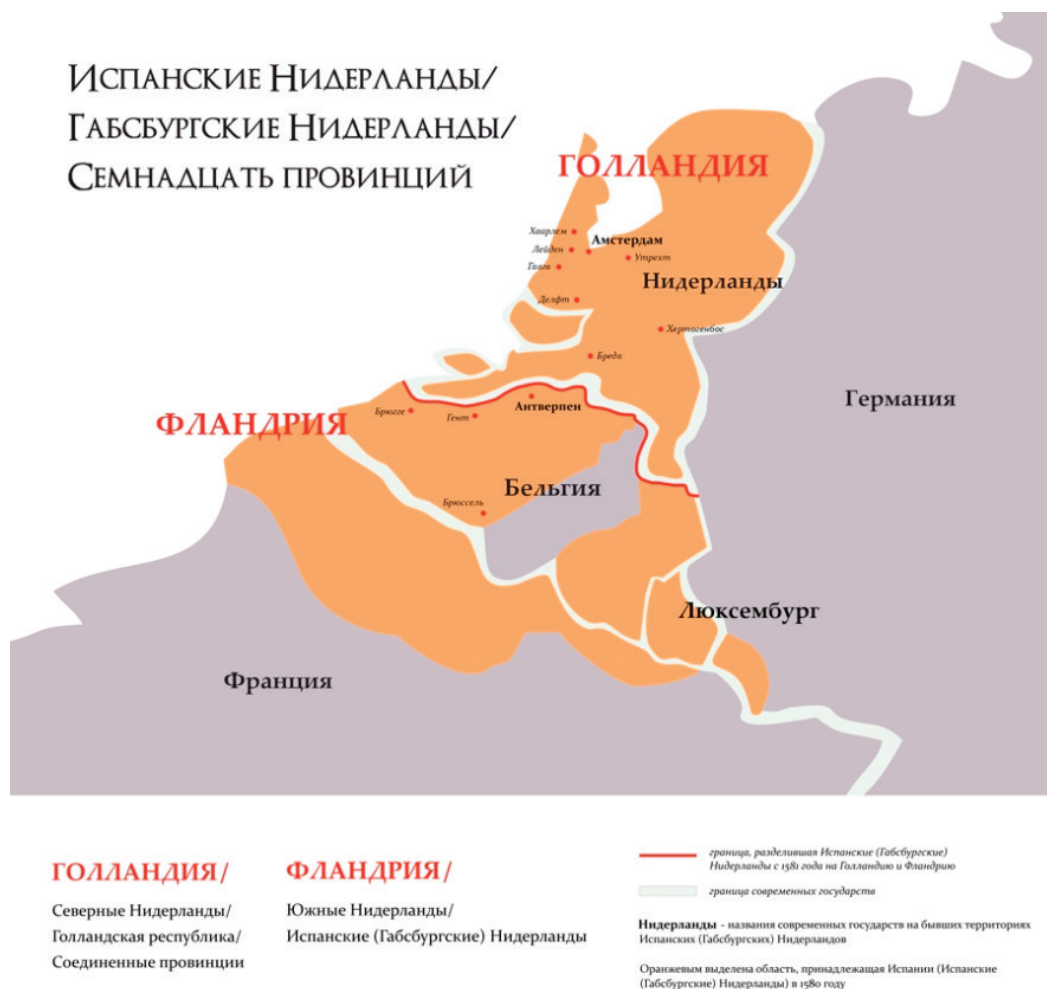 Испанские Нидерланды/
Габсбургские Нидерланды/
Семнадцать провинций
ГОЛЛАНДИЯ
Хаарлем
Амстердам
Лейден
Утрехт
Гаага
Нидерланды
Делфт
Хертогенбос
Бреда
Германия
Антверпен
Брюгге
Гент
ФЛАНДРИЯ
Бельгия
Брюссель
Люксембург
Франция
ГОЛЛАНДИЯ/
Северные Нидерланды/
Голландская республика/
Соединенные провинции
ФЛАНДРИЯ/
Южные Нидерланды/
Испанские (Габсбургские) Нидерланды
граница, разделившая Испанские (Габсбургские)
Нидерланды с 1581 года на Голландию и Фландрию
граница современных государств
Нидерланды - названия современных государств на бывших территориях
Испанских (Габсбургских) Нидерландов
Оранжевым выделена область, принадлежащая Испании (Испанские
(Габсбургские) Нидерланды) в 1580 году